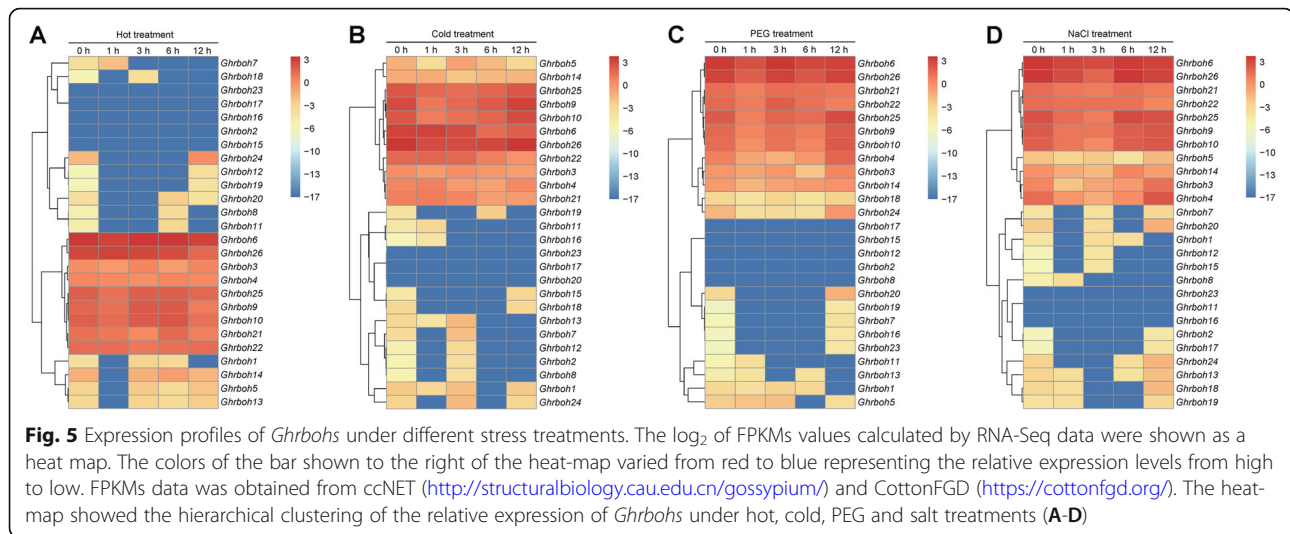 A
Hot treatment
0 h 1 h 3 h 6 h 12 h
Ghrboh7
Ghrboh18
Ghrboh23
Ghrboh17
Ghrboh16
Ghrboh2
Ghrboh15
Ghrboh24
Ghrboh12
Ghrboh19
Ghrboh20
Ghrboh8
Ghrboh11
Ghrboh6
Ghrboh26
Ghrboh3
Ghrboh4
Ghrboh25
Ghrboh9
Ghrboh10
Ghrboh21
Ghrboh22
Ghrboh1
Ghrboh14
Ghrboh5
Ghrboh13
3
0
−3
−6
−9
−12
−17
B
Cold treatment
0 h 1 h 3 h 6 h 12 h
Ghrboh5
Ghrboh14
Ghrboh25
Ghrboh9
Ghrboh10
Ghrboh6
Ghrboh26
Ghrboh22
Ghrboh3
Ghrboh4
Ghrboh21
Ghrboh19
Ghrboh11
Ghrboh16
Ghrboh23
Ghrboh17
Ghrboh20
Ghrboh15
Ghrboh18
Ghrboh13
Ghrboh7
Ghrboh12
Ghrboh2
Ghrboh8
Ghrboh1
Ghrboh24
3
0
−3
−6
−9
−12
−17
C
PEG treatment
0 h 1 h 3 h 6 h 12 h
Ghrboh6
Ghrboh26
Ghrboh21
Ghrboh22
Ghrboh25
Ghrboh9
Ghrboh10
Ghrboh4
Ghrboh3
Ghrboh14
Ghrboh18
Ghrboh24
Ghrboh17
Ghrboh15
Ghrboh12
Ghrboh2
Ghrboh8
Ghrboh20
Ghrboh19
Ghrboh7
Ghrboh16
Ghrboh23
Ghrboh11
Ghrboh13
Ghrboh1
Ghrboh5
3
0
−3
−6
−9
−12
−17
D
NaCl treatment
0 h 1 h 3 h 6 h 12 h
Ghrboh6
Ghrboh26
Ghrboh21
Ghrboh22
Ghrboh25
Ghrboh9
Ghrboh10
Ghrboh5
Ghrboh14
Ghrboh3
Ghrboh4
Ghrboh7
Ghrboh20
Ghrboh1
Ghrboh12
Ghrboh15
Ghrboh8
Ghrboh23
Ghrboh11
Ghrboh16
Ghrboh2
Ghrboh17
Ghrboh24
Ghrboh13
Ghrboh18
Ghrboh19
3
0
−3
−6
−9
−12
−17
Fig. 5 Expression profiles of Ghrbohs under different stress treatments. The log₂ of FPKMs values calculated by RNA-Seq data were shown as a
heat map. The colors of the bar shown to the right of the heat-map varied from red to blue representing the relative expression levels from high
to low. FPKMs data was obtained from ccNET (http://structuralbiology.cau.edu.cn/gossypium/) and CottonFGD (https://cottonfgd.org/). The heat-
map showed the hierarchical clustering of the relative expression of Ghrbohs under hot, cold, PEG and salt treatments (A-D)